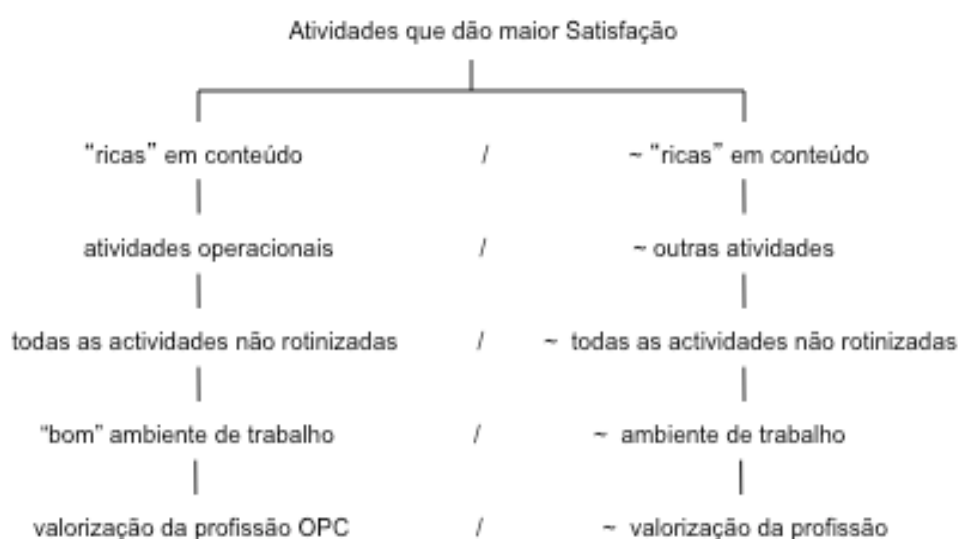 Atividades que dão maior Satisfação
“ricas” em conteúdo / ~ “ricas” em conteúdo
atividades operacionais / ~ outras atividades
todas as actividades não rotinizadas / ~ todas as actividades não rotinizadas
“bom” ambiente de trabalho / ~ ambiente de trabalho
valorização da profissão OPC / ~ valorização da profissão